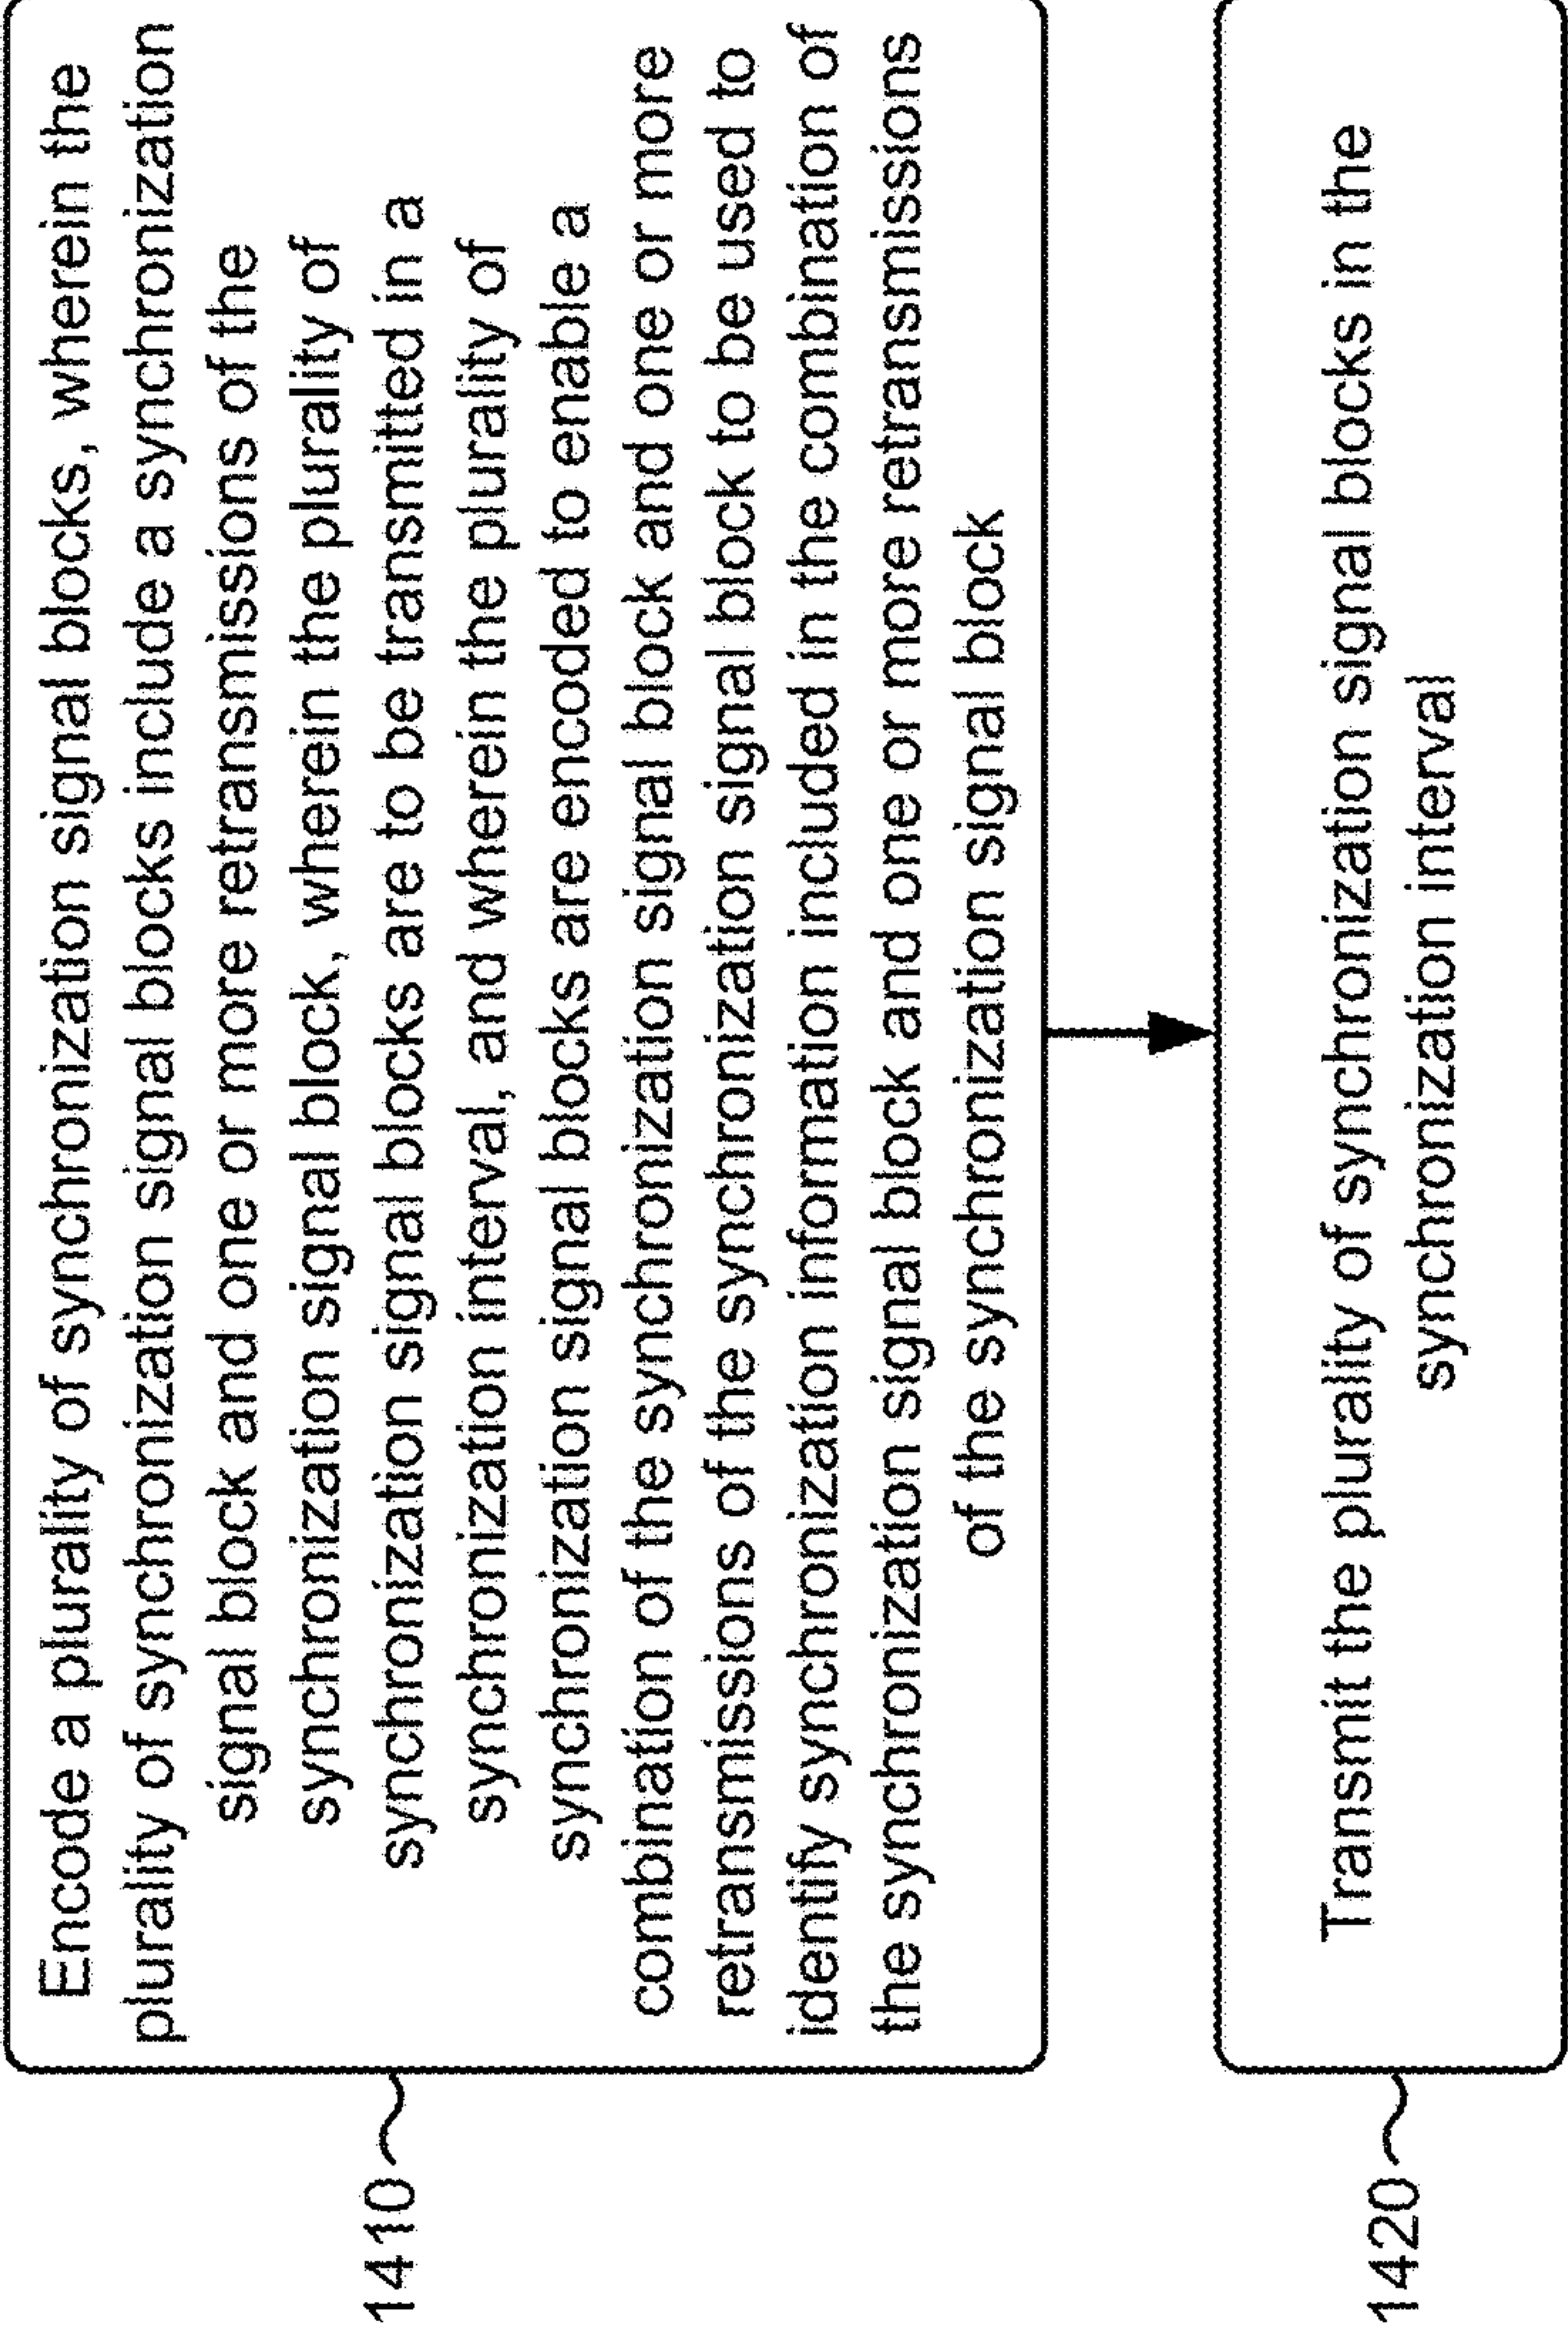 1410
Encode a plurality of synchronization signal blocks, wherein the
plurality of synchronization signal blocks include a synchronization
signal block and one or more retransmissions of the
synchronization signal block, wherein the plurality of
synchronization signal blocks are to be transmitted in a
synchronization interval, and wherein the plurality of
synchronization signal blocks are encoded to enable a
combination of the synchronization signal block and one or more
retransmissions of the synchronization signal block to be used to
identify synchronization information included in the combination of
the synchronization signal block and one or more retransmissions
of the synchronization signal block
1420
Transmit the plurality of synchronization signal blocks in the
synchronization interval